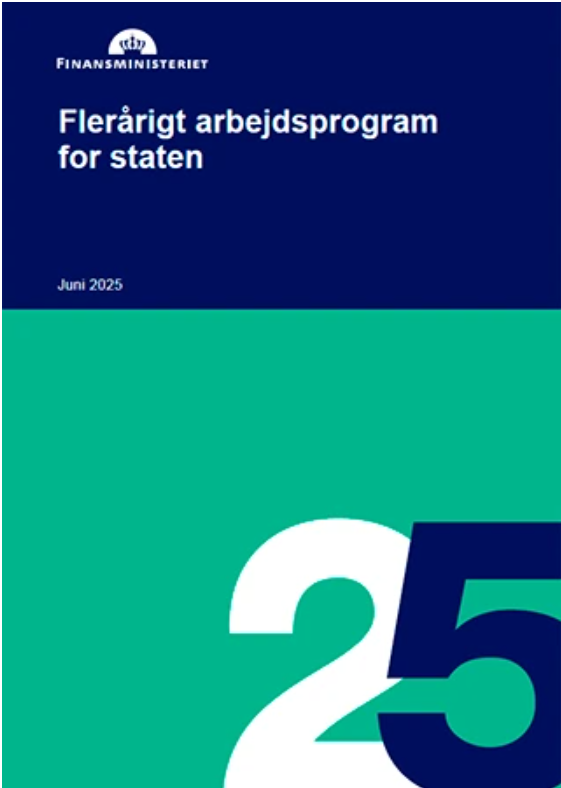 FINANSMINISTERIET
Flerårigt arbejdsprogram
for staten
Juni 2025
25